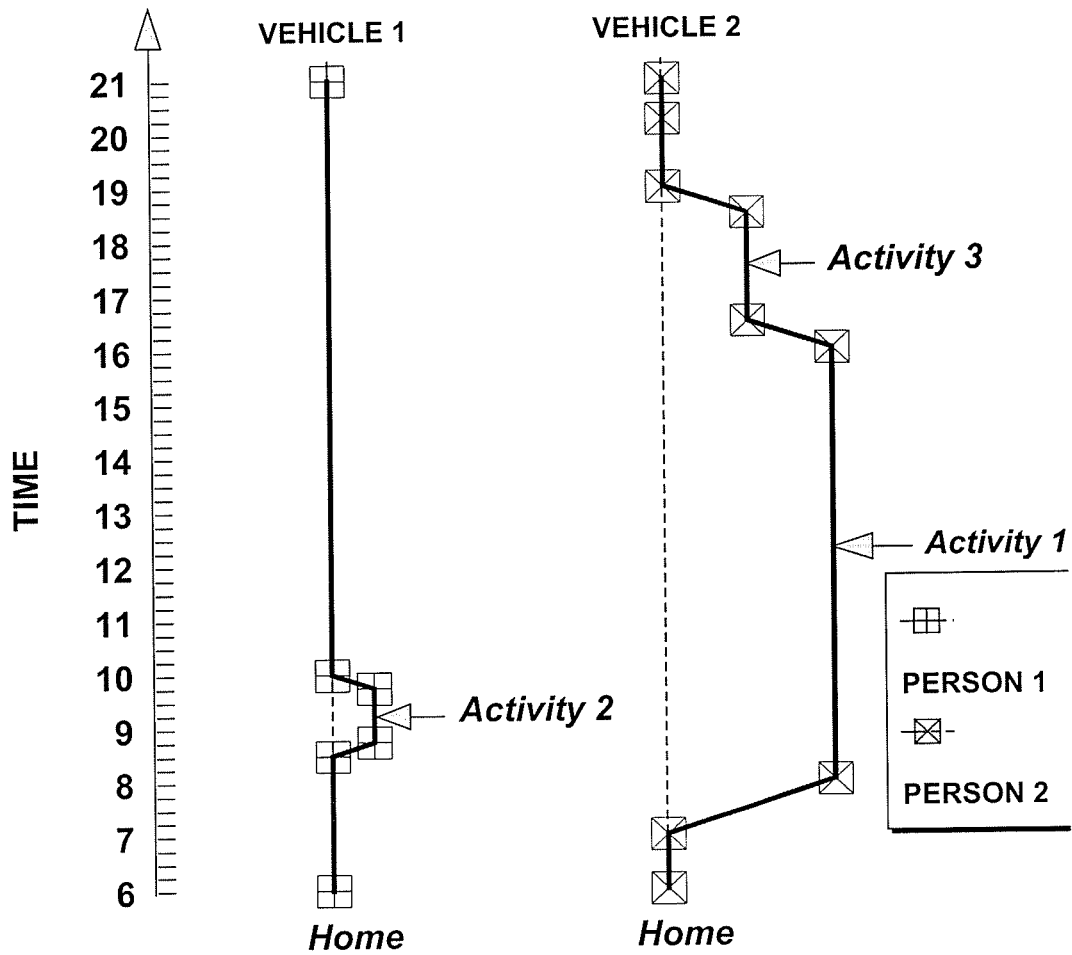 VEHICLE 1
VEHICLE 2
21
20
19
18
Activity 3
17
16
15
TIME
14
13
Activity 1
12
11
10
PERSON 1
Activity 2
9
8
PERSON 2
7
6
Home
Home